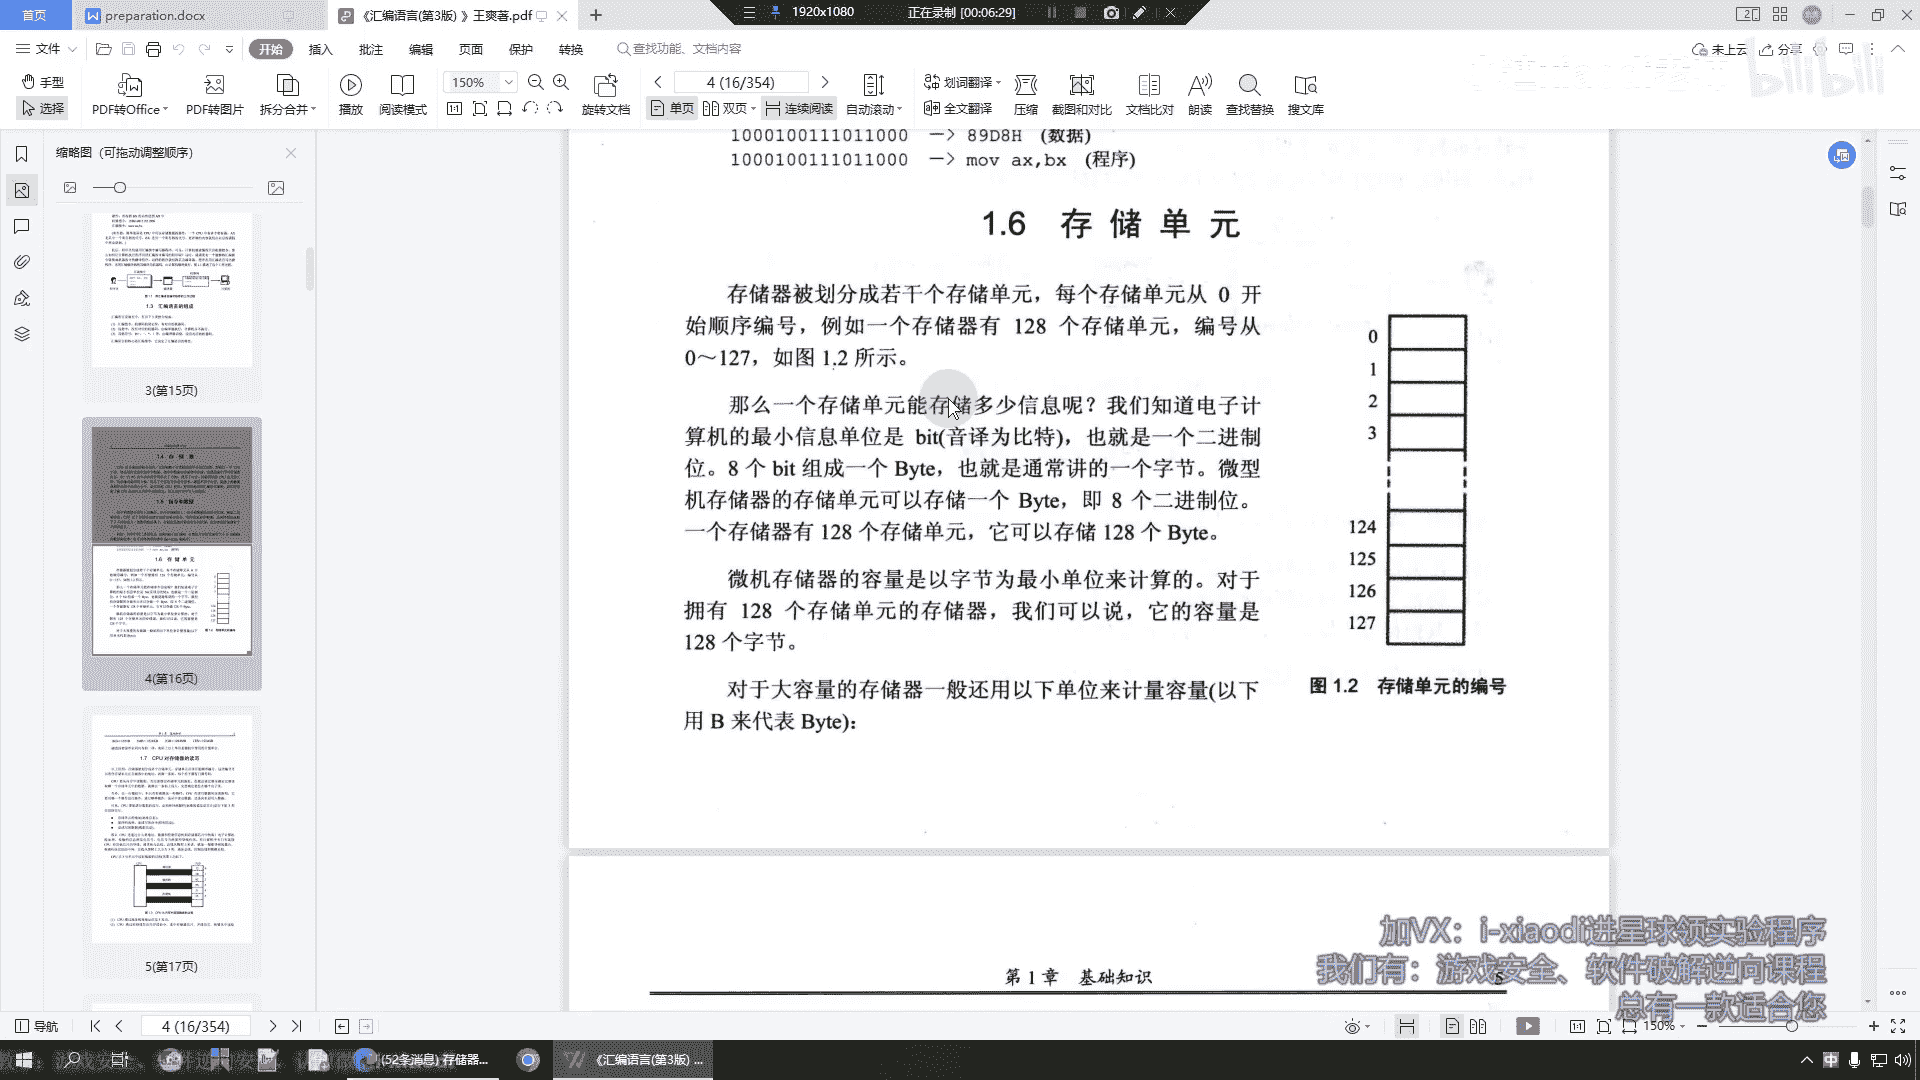 首页
preparation.docx
《汇编语言(第3版) 》王爽著.pdf
1920x1080
正在录制 [00:06:29]
文件
开始
插入
批注
编辑
页面
保护
转换
查找功能、文档内容
未上云
分享
手型
选择
PDF转Office
PDF转图片
拆分合并
播放
阅读模式
150%
旋转文档
4 (16/354)
单页
双页
连续阅读
自动滚动
划词翻译
全文翻译
压缩
截图和对比
文档比对
朗读
查找替换
搜文库
bilibili
缩略图（可拖动调整顺序）
3(第15页)
4(第16页)
5(第17页)
1000100111011000 —> 89D8H (数据)
1000100111011000 —> mov ax,bx (程序)
1.6 存 储 单 元
存储器被划分成若干个存储单元，每个存储单元从 0 开
始顺序编号，例如一个存储器有 128 个存储单元，编号从
0～127，如图 1.2 所示。
那么一个存储单元能存储多少信息呢？我们知道电子计
算机的最小信息单位是 bit(音译为比特)，也就是一个二进制
位。8 个 bit 组成一个 Byte，也就是通常讲的一个字节。微型
机存储器的存储单元可以存储一个 Byte，即 8 个二进制位。
一个存储器有 128 个存储单元，它可以存储 128 个 Byte。
微机存储器的容量是以字节为最小单位来计算的。对于
拥有 128 个存储单元的存储器，我们可以说，它的容量是
128 个字节。
对于大容量的存储器一般还用以下单位来计量容量(以下
用 B 来代表 Byte)：
0
1
2
3
124
125
126
127
图 1.2 存储单元的编号
第 1 章 基础知识
5
加VX：i-xiaodi进星球领实验程序
我们有：游戏安全、软件破解逆向课程
总有一款适合您
导航
4 (16/354)
150%
(52条消息) 存储器...
《汇编语言(第3版) ...
中